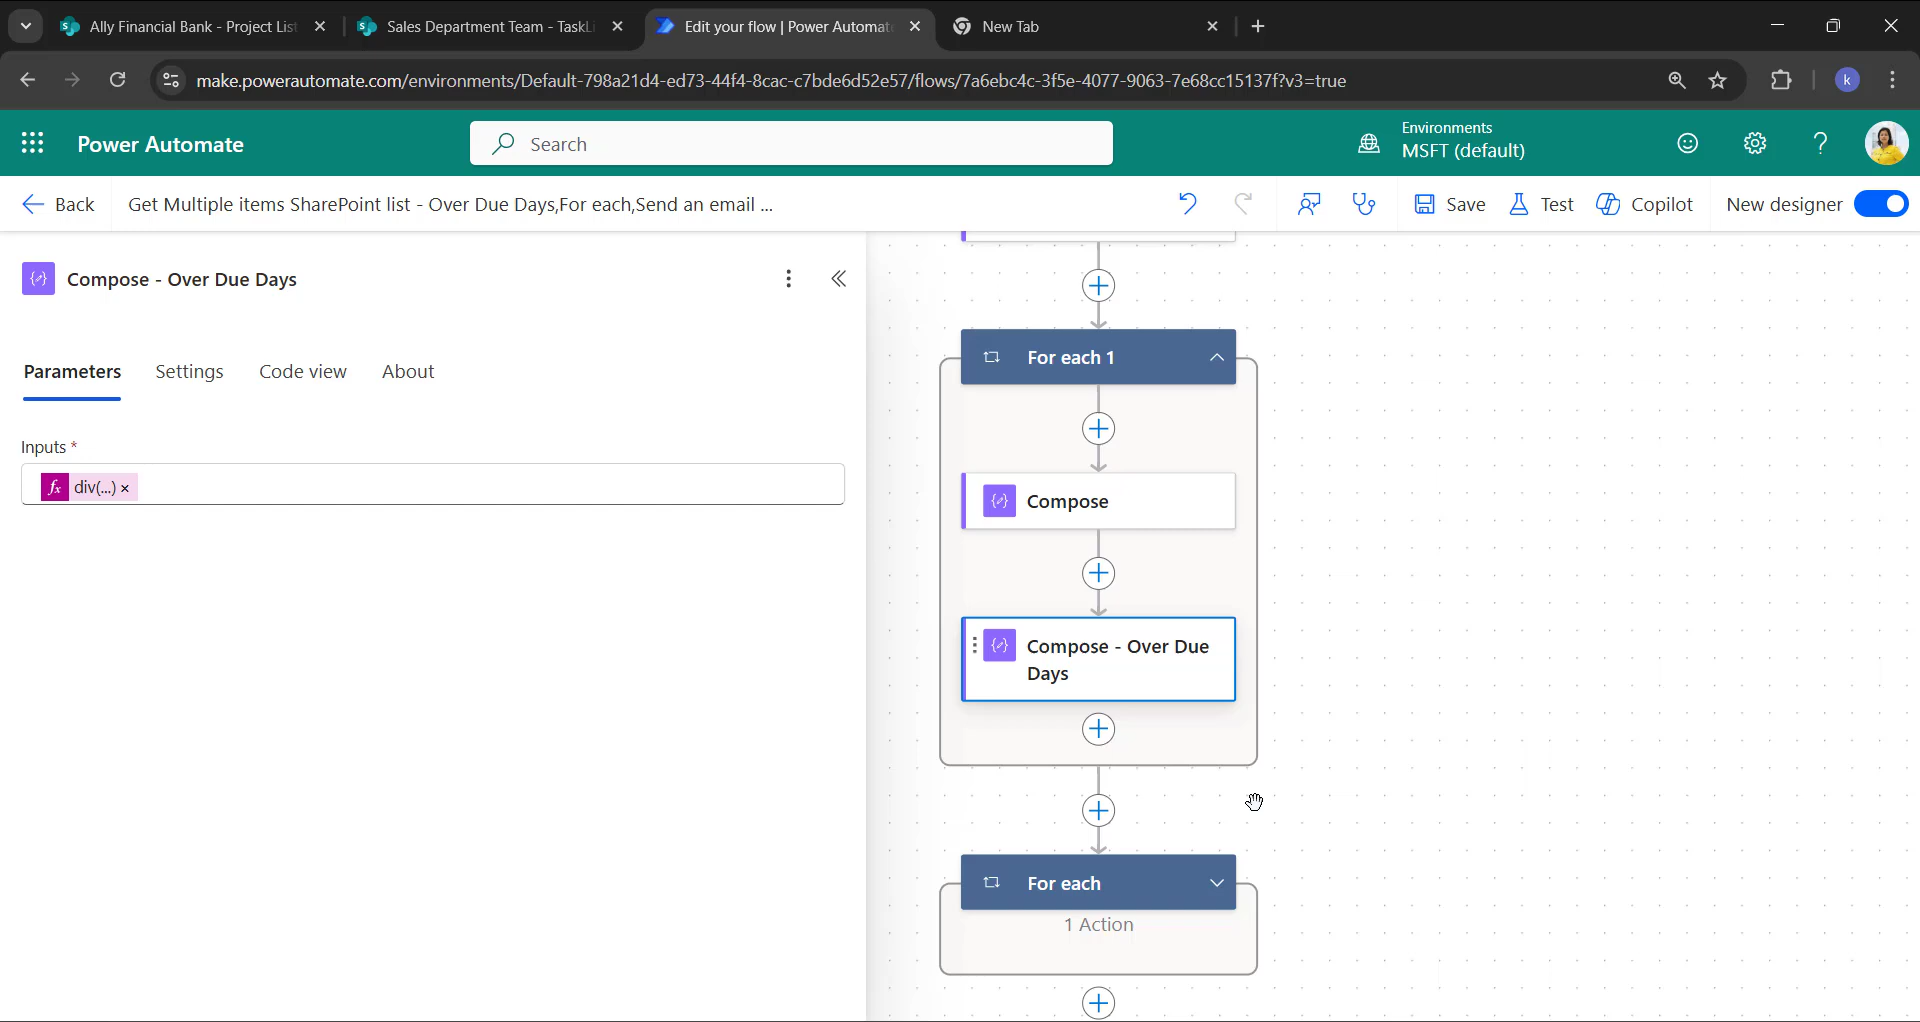 Ally Financial Bank - Project List
Sales Department Team - TaskLi
Edit your flow | Power Automate
New Tab
make.powerautomate.com/environments/Default-798a21d4-ed73-44f4-8cac-c7bde6d52e57/flows/7a6ebc4c-3f5e-4077-9063-7e68cc15137f?v3=true
k
Power Automate
Search
Environments
MSFT (default)
Back
Get Multiple items SharePoint list - Over Due Days,For each,Send an email ...
Save
Test
Copilot
New designer
Compose - Over Due Days
Parameters
Settings
Code view
About
Inputs *
fx div(...) ×
For each 1
Compose
Compose - Over Due
Days
For each
1 Action